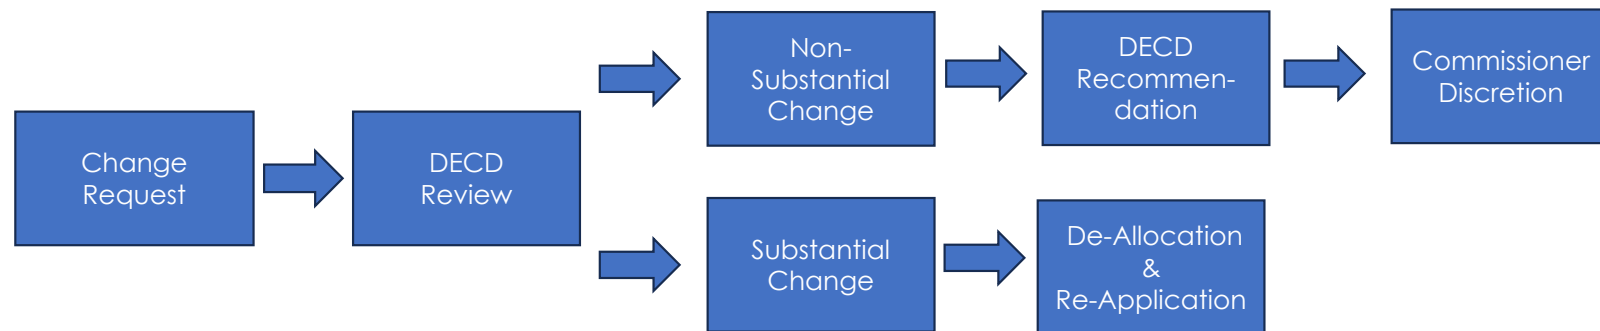 Change
Request
DECD
Review
Non-
Substantial
Change
DECD
Recommen-
dation
Commissioner
Discretion
Substantial
Change
De-Allocation
&
Re-Application